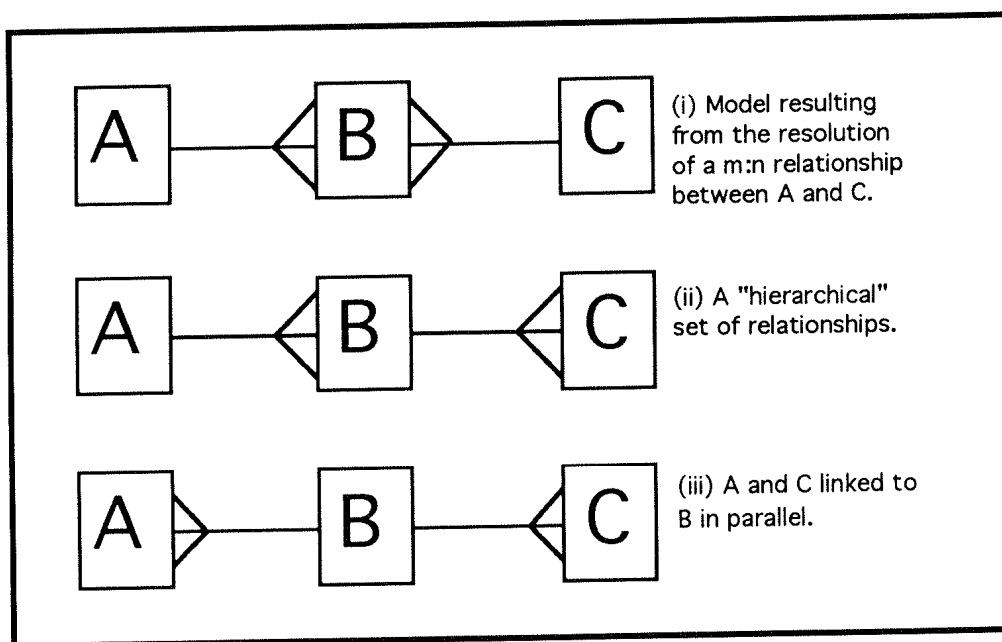 A
B
C
(i) Model resulting
from the resolution
of a m:n relationship
between A and C.
A
B
C
(ii) A "hierarchical"
set of relationships.
A
B
C
(iii) A and C linked to
B in parallel.